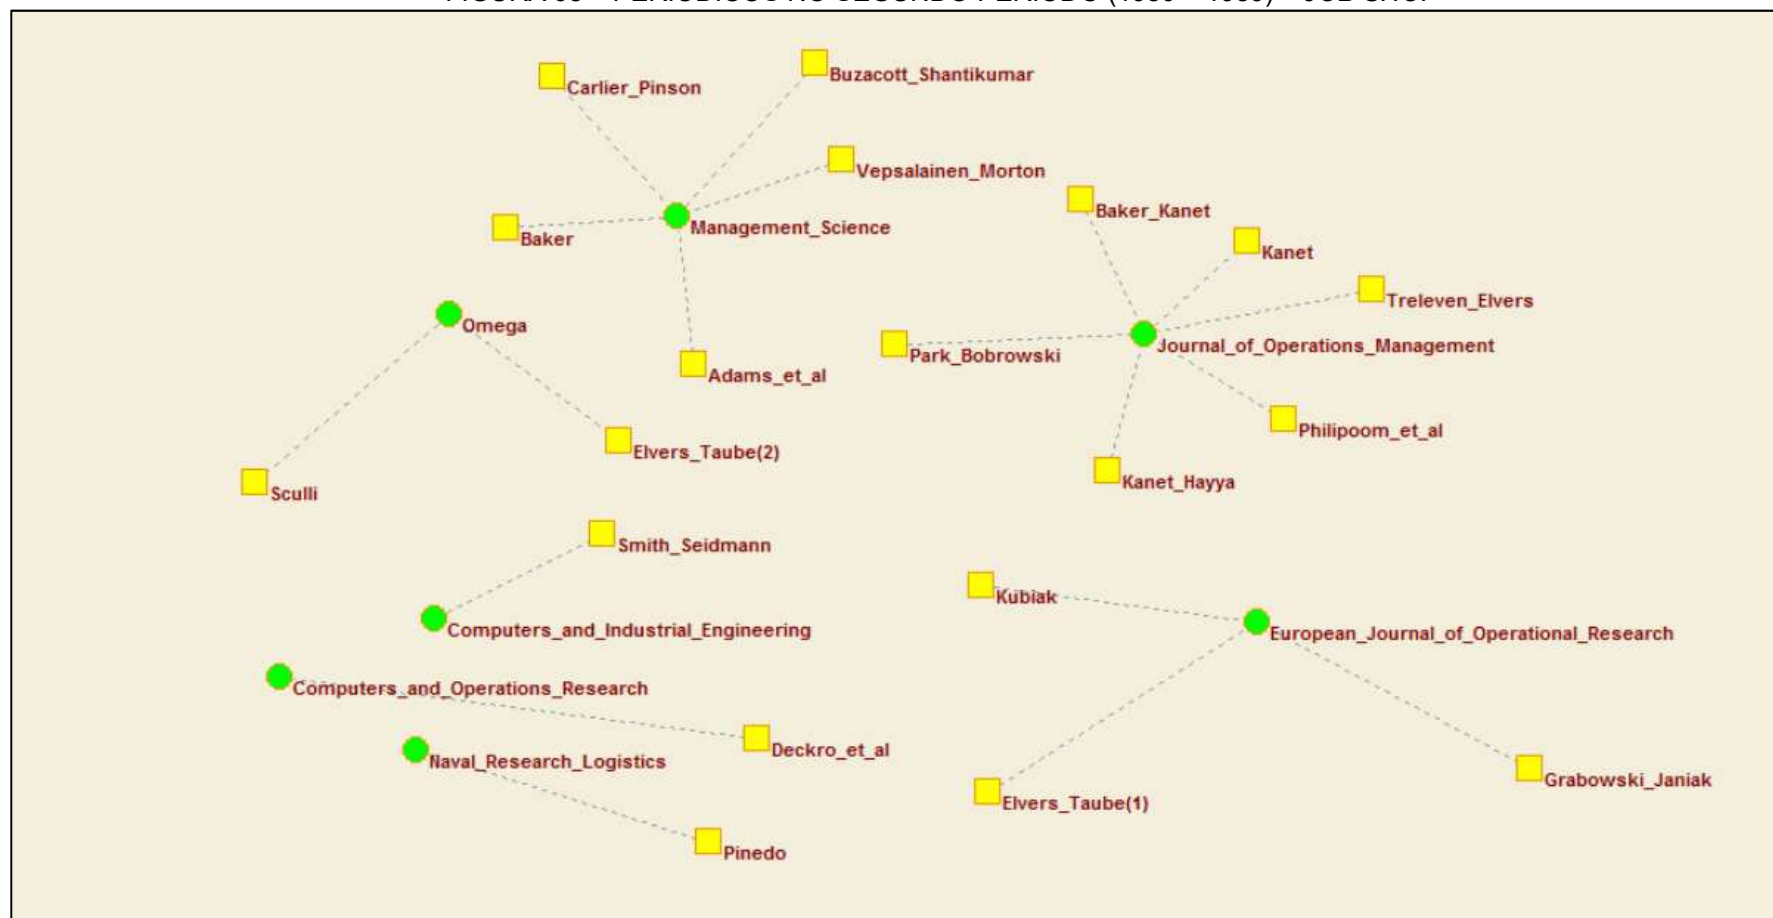 Carlier_Pinson
Buzacott_Shantikumar
Vepsalainen_Morton
Baker_Kanet
Management_Science
Baker
Kanet
Treleven_Elvers
Omega
Journal_of_Operations_Management
Park_Bobrowski
Adams_et_al
Philipoom_et_al
Elvers_Taube(2)
Kanet_Hayya
Sculli
Smith_Seidmann
Kubiak
Computers_and_Industrial_Engineering
European_Journal_of_Operational_Research
Computers_and_Operations_Research
Deckro_et_al
Naval_Research_Logistics
Grabowski_Janiak
Elvers_Taube(1)
Pinedo